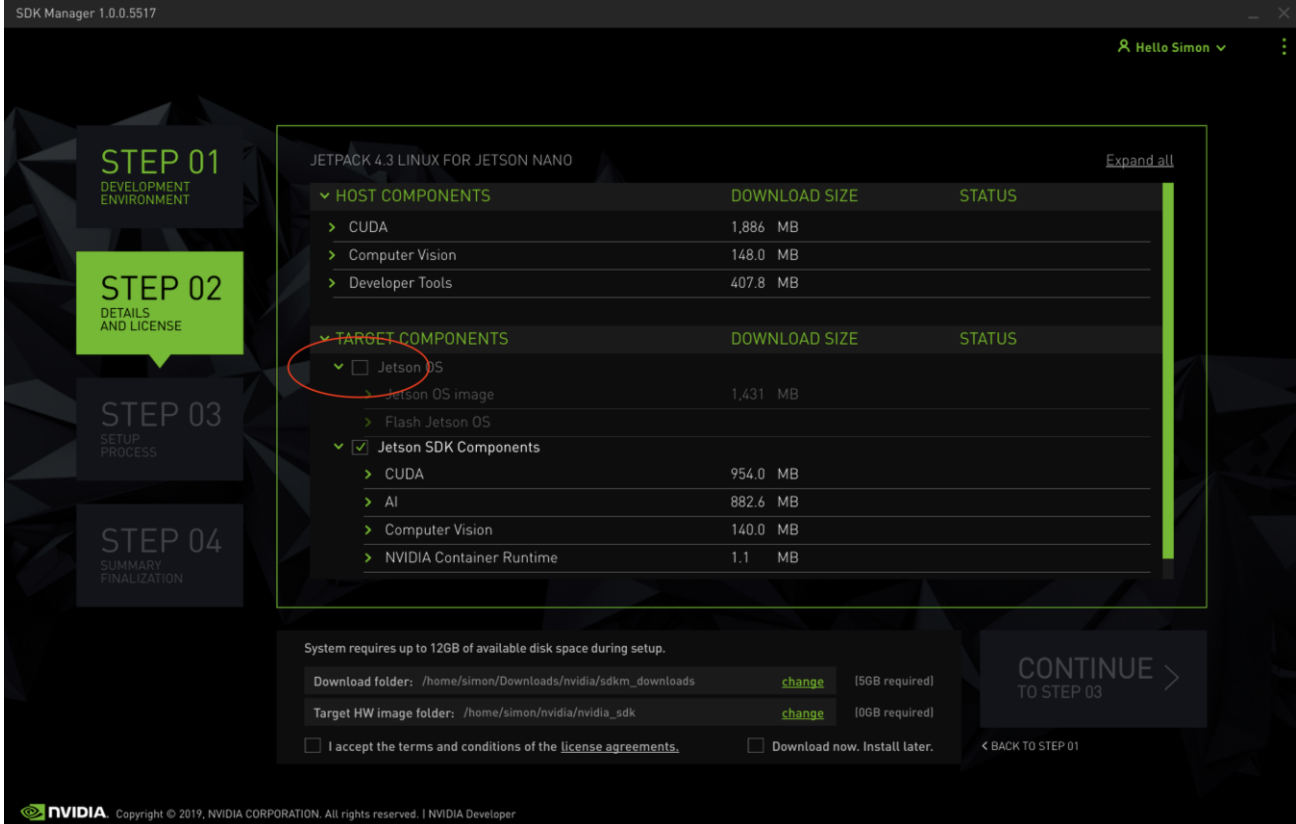 SDK Manager 1.0.0.5517
Hello Simon
STEP 01
DEVELOPMENT
ENVIRONMENT
STEP 02
DETAILS
AND LICENSE
STEP 03
SETUP
PROCESS
STEP 04
SUMMARY
FINALIZATION
JETPACK 4.3 LINUX FOR JETSON NANO Expand all
HOST COMPONENTS DOWNLOAD SIZE STATUS
CUDA 1,886 MB
Computer Vision 148.0 MB
Developer Tools 407.8 MB
TARGET COMPONENTS DOWNLOAD SIZE STATUS
Jetson OS
Jetson OS image 1,431 MB
Flash Jetson OS
Jetson SDK Components
CUDA 954.0 MB
AI 882.6 MB
Computer Vision 140.0 MB
NVIDIA Container Runtime 1.1 MB
System requires up to 12GB of available disk space during setup.
Download folder: /home/simon/Downloads/nvidia/sdkm_downloads change (5GB required)
Target HW image folder: /home/simon/nvidia/nvidia_sdk change (0GB required)
I accept the terms and conditions of the license agreements. Download now. Install later.
CONTINUE
TO STEP 03
BACK TO STEP 01
NVIDIA. Copyright © 2019, NVIDIA CORPORATION. All rights reserved. | NVIDIA Developer